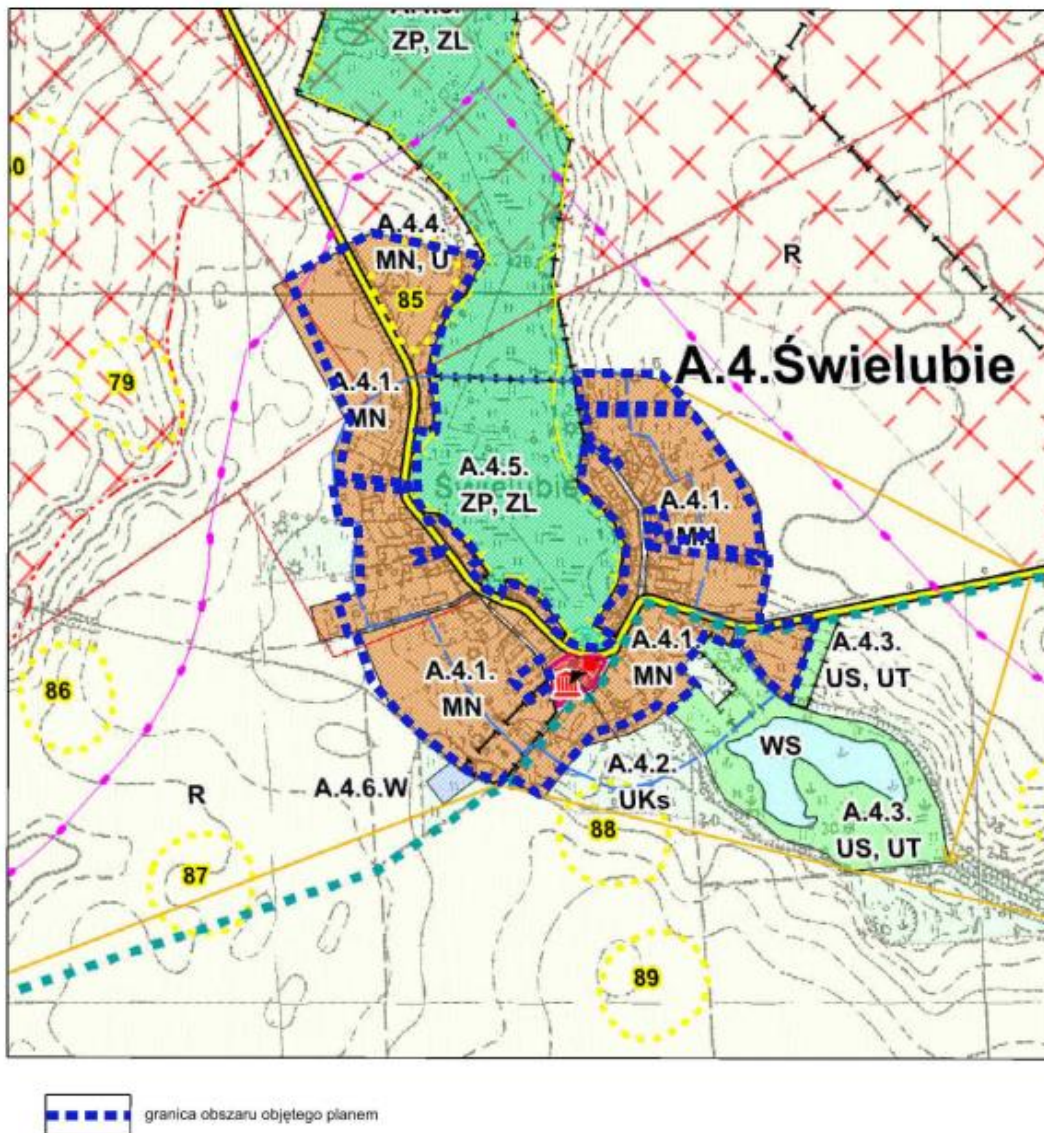 ZP, ZL
A.4.4.
MN, U
85
R
79
A.4.Świelubie
A.4.1.
MN
A.4.5.
Świelubie
ZP, ZL
A.4.1.
MN
A.4.1.
MN
A.4.1.
MN
A.4.3.
US, UT
86
WS
A.4.2.
UKs
A.4.6.W
R
A.4.3.
US, UT
88
87
89
granica obszaru objętego planem